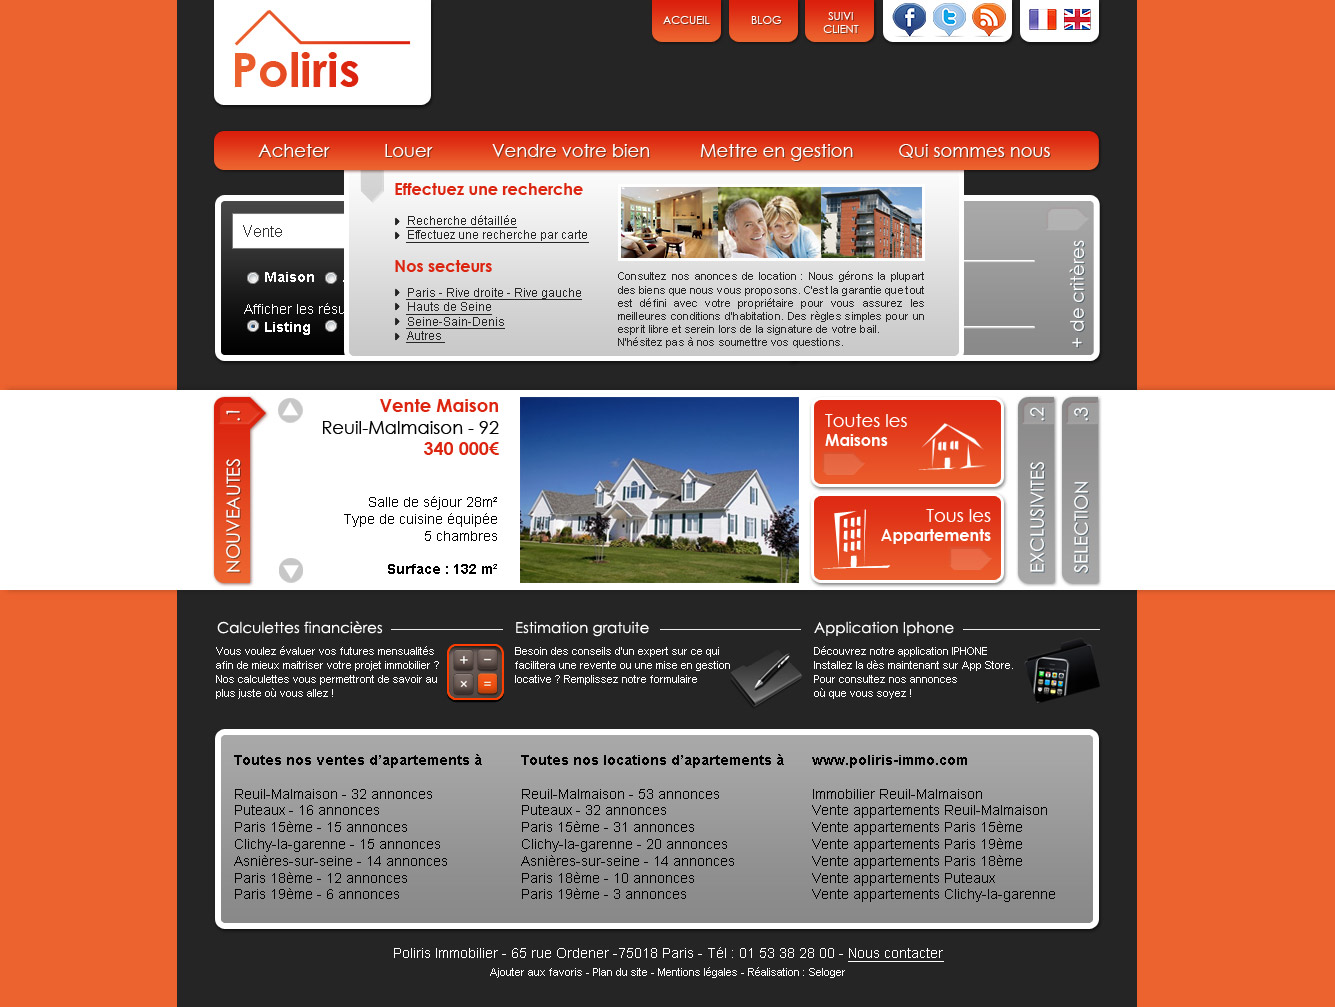 Poliris
ACCUEIL
BLOG
SUIVI
CLIENT
Acheter
Louer
Vendre votre bien
Mettre en gestion
Qui sommes nous
Vente
Maison
Afficher les résu
Listing
Effectuez une recherche
Recherche détaillée
Effectuez une recherche par carte
Nos secteurs
Paris - Rive droite - Rive gauche
Hauts de Seine
Seine-Sain-Denis
Autres
Consultez nos anonces de location : Nous gérons la plupart
des biens que nous vous proposons. C'est la garantie que tout
est défini avec votre propriétaire pour vous assurez les
meilleures conditions d'habitation. Des règles simples pour un
esprit libre et serein lors de la signature de votre bail.
N'hésitez pas à nos soumettre vos questions.
+ de critères
NOUVEAUTES .1
Vente Maison
Reuil-Malmaison - 92
340 000€
Salle de séjour 28m²
Type de cuisine équipée
5 chambres
Surface : 132 m²
Toutes les
Maisons
Tous les
Appartements
EXCLUSIVITES .2
SELECTION .3
Calculettes financières
Vous voulez évaluer vos futures mensualités
afin de mieux maitriser votre projet immobilier ?
Nos calculettes vous permettront de savoir au
plus juste où vous allez !
Estimation gratuite
Besoin des conseils d'un expert sur ce qui
facilitera une revente ou une mise en gestion
locative ? Remplissez notre formulaire
Application Iphone
Découvrez notre application IPHONE
Installez la dès maintenant sur App Store.
Pour consultez nos annonces
où que vous soyez !
Toutes nos ventes d'apartements à
Reuil-Malmaison - 32 annonces
Puteaux - 16 annonces
Paris 15ème - 15 annonces
Clichy-la-garenne - 15 annonces
Asnières-sur-seine - 14 annonces
Paris 18ème - 12 annonces
Paris 19ème - 6 annonces
Toutes nos locations d'apartements à
Reuil-Malmaison - 53 annonces
Puteaux - 32 annonces
Paris 15ème - 31 annonces
Clichy-la-garenne - 20 annonces
Asnières-sur-seine - 14 annonces
Paris 18ème - 10 annonces
Paris 19ème - 3 annonces
www.poliris-immo.com
Immobilier Reuil-Malmaison
Vente appartements Reuil-Malmaison
Vente appartements Paris 15ème
Vente appartements Paris 19ème
Vente appartements Paris 18ème
Vente appartements Puteaux
Vente appartements Clichy-la-garenne
Poliris Immobilier - 65 rue Ordener -75018 Paris - Tél : 01 53 38 28 00 - Nous contacter
Ajouter aux favoris - Plan du site - Mentions légales - Réalisation : Seloger